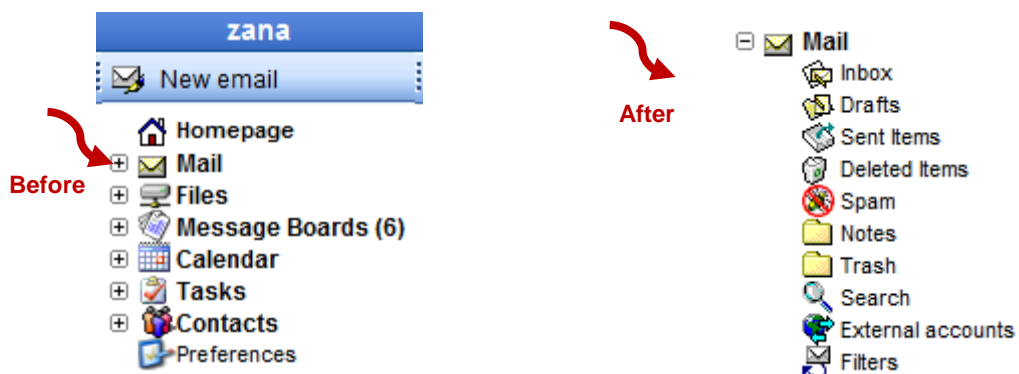 zana
New email
Homepage
Mail
Before
Files
Message Boards (6)
Calendar
Tasks
Contacts
Preferences
After
Mail
Inbox
Drafts
Sent Items
Deleted Items
Spam
Notes
Trash
Search
External accounts
Filters